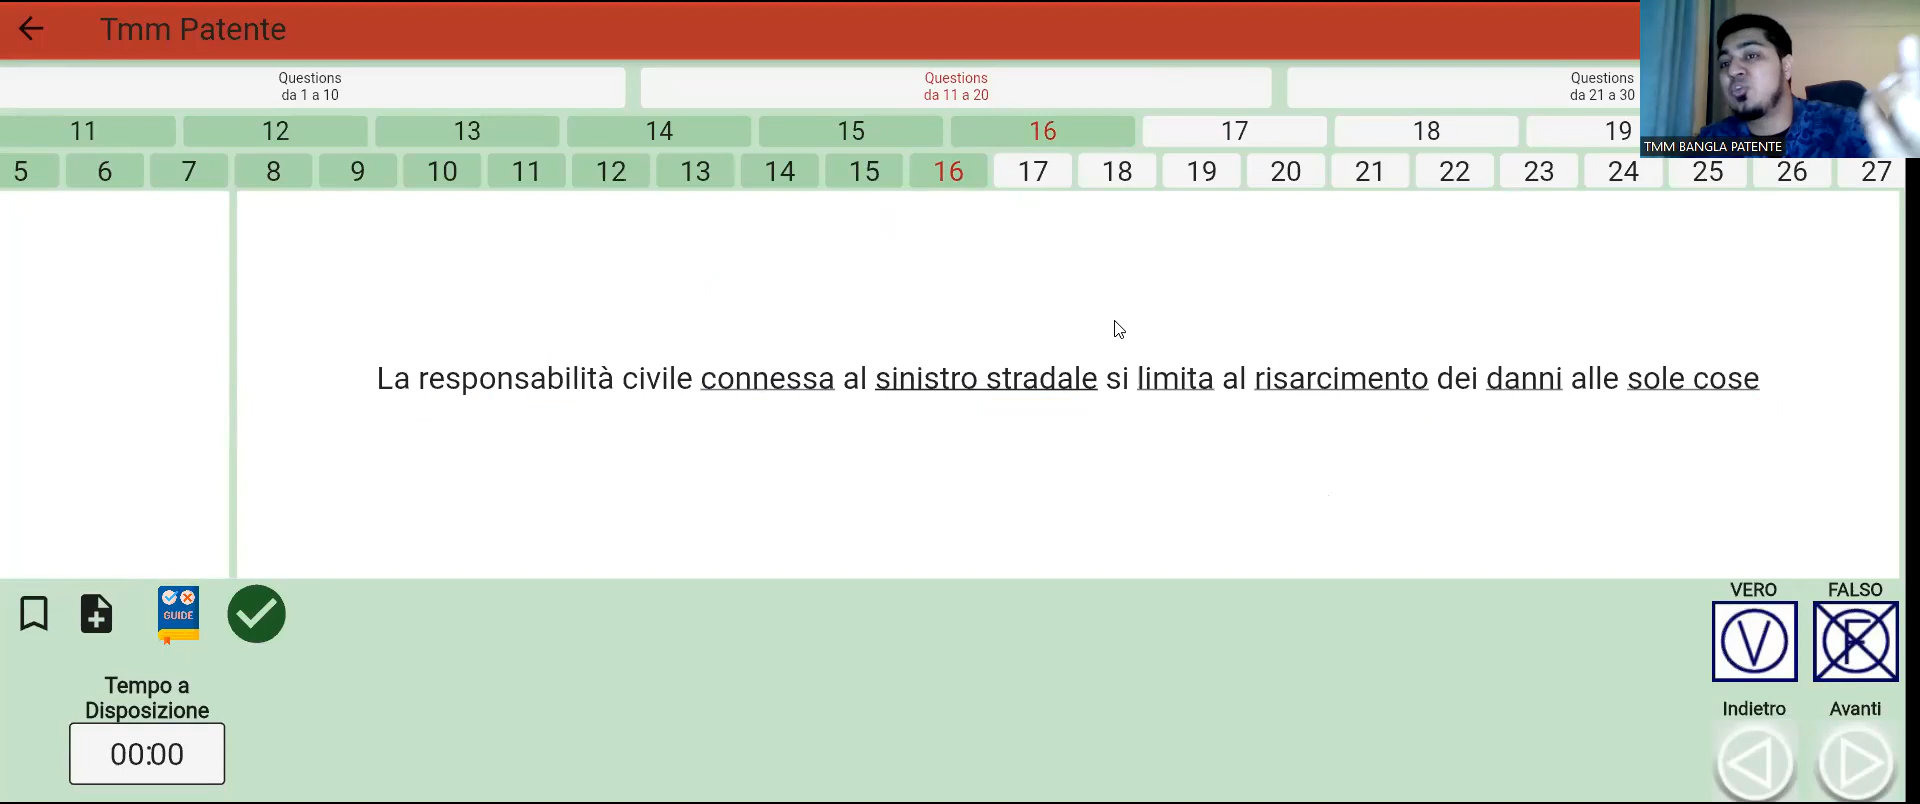 Tmm Patente
Questions
da 1 a 10
Questions
da 11 a 20
Questions
da 21 a 30
11 12 13 14 15 16 17 18 19
TMM BANGLA PATENTE
5 6 7 8 9 10 11 12 13 14 15 16 17 18 19 20 21 22 23 24 25 26 27
La responsabilità civile connessa al sinistro stradale si limita al risarcimento dei danni alle sole cose
GUIDE
VERO FALSO
V F
Tempo a
Disposizione
00:00
Indietro Avanti